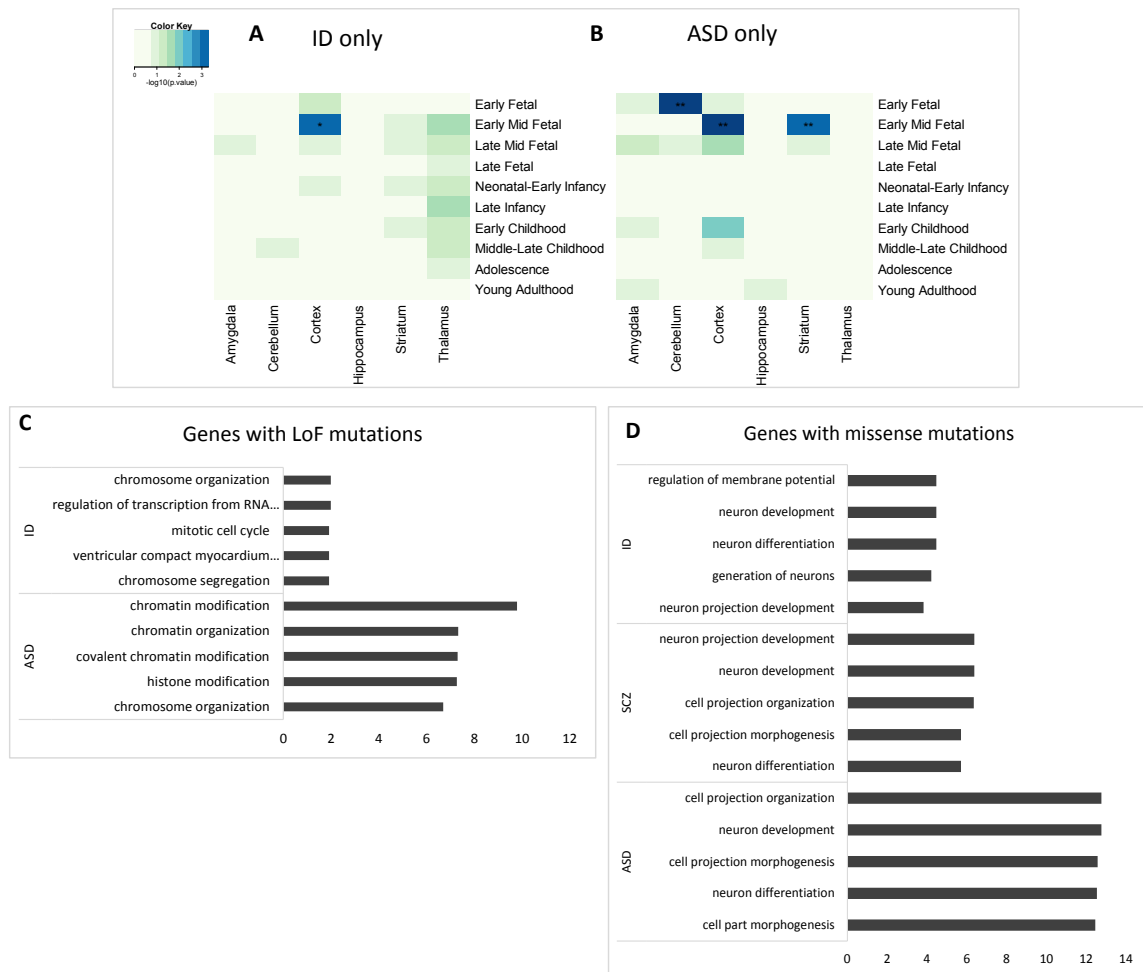 Color Key
0 1 2 3
-log10(p.value)
A ID only
B ASD only
* 
Early Fetal
Early Mid Fetal
Late Mid Fetal
Late Fetal
Neonatal-Early Infancy
Late Infancy
Early Childhood
Middle-Late Childhood
Adolescence
Young Adulthood
Amygdala
Cerebellum
Cortex
Hippocampus
Striatum
Thalamus
**
** **
Early Fetal
Early Mid Fetal
Late Mid Fetal
Late Fetal
Neonatal-Early Infancy
Late Infancy
Early Childhood
Middle-Late Childhood
Adolescence
Young Adulthood
Amygdala
Cerebellum
Cortex
Hippocampus
Striatum
Thalamus
C Genes with LoF mutations
ID
chromosome organization
regulation of transcription from RNA...
mitotic cell cycle
ventricular compact myocardium...
chromosome segregation
ASD
chromatin modification
chromatin organization
covalent chromatin modification
histone modification
chromosome organization
0 2 4 6 8 10 12
D Genes with missense mutations
ID
regulation of membrane potential
neuron development
neuron differentiation
generation of neurons
neuron projection development
SCZ
neuron projection development
neuron development
cell projection organization
cell projection morphogenesis
neuron differentiation
ASD
cell projection organization
neuron development
cell projection morphogenesis
neuron differentiation
cell part morphogenesis
0 2 4 6 8 10 12 14